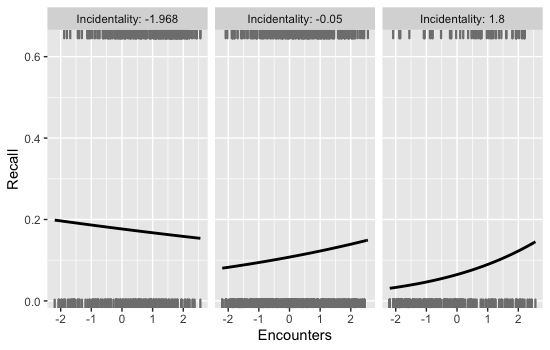 Incidentality: -1.968 Incidentality: -0.05 Incidentality: 1.8
0.6
0.4
0.2
0.0
Recall
-2 -1 0 1 2 -2 -1 0 1 2 -2 -1 0 1 2
Encounters